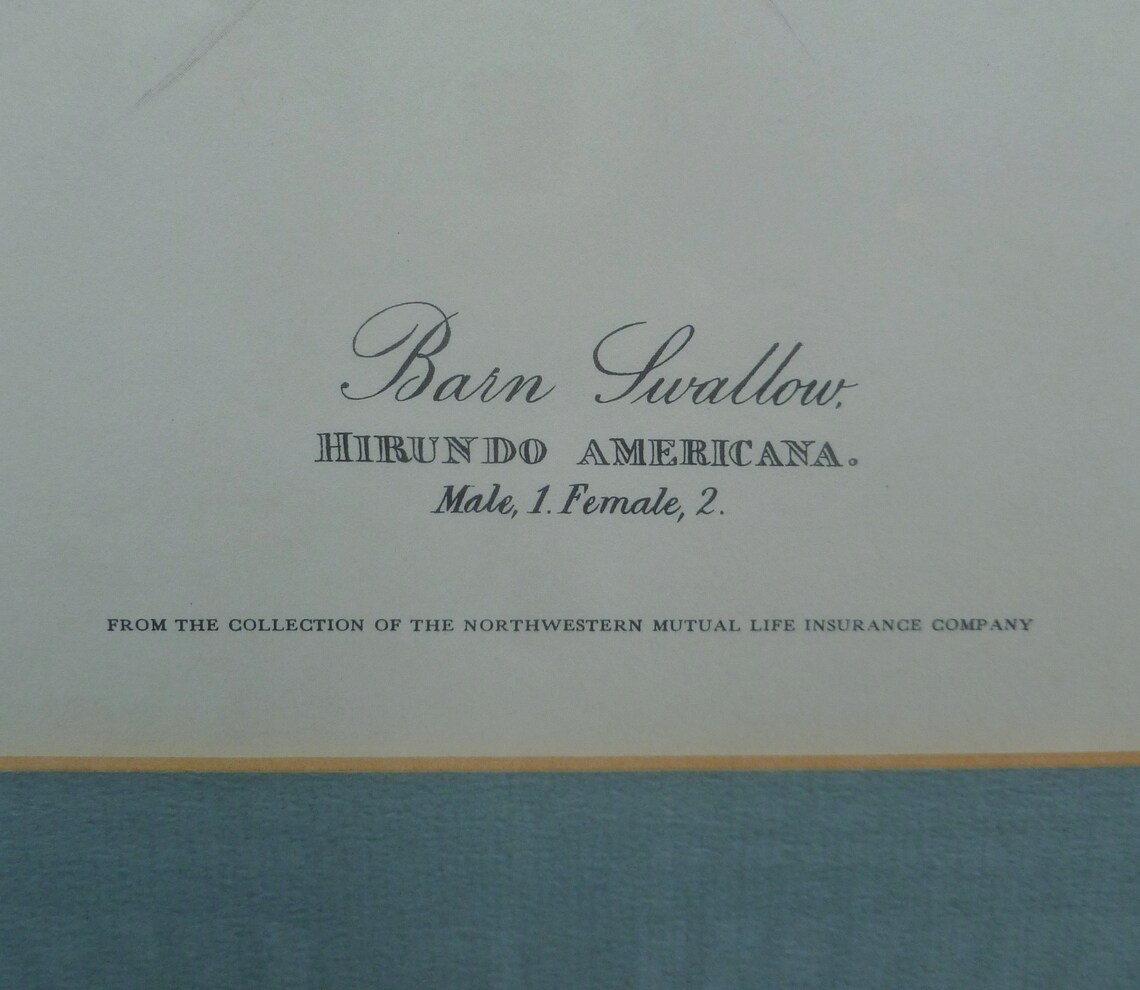 Barn Swallow.
HIRUNDO AMERICANA.
Male, 1. Female, 2.
FROM THE COLLECTION OF THE NORTHWESTERN MUTUAL LIFE INSURANCE COMPANY